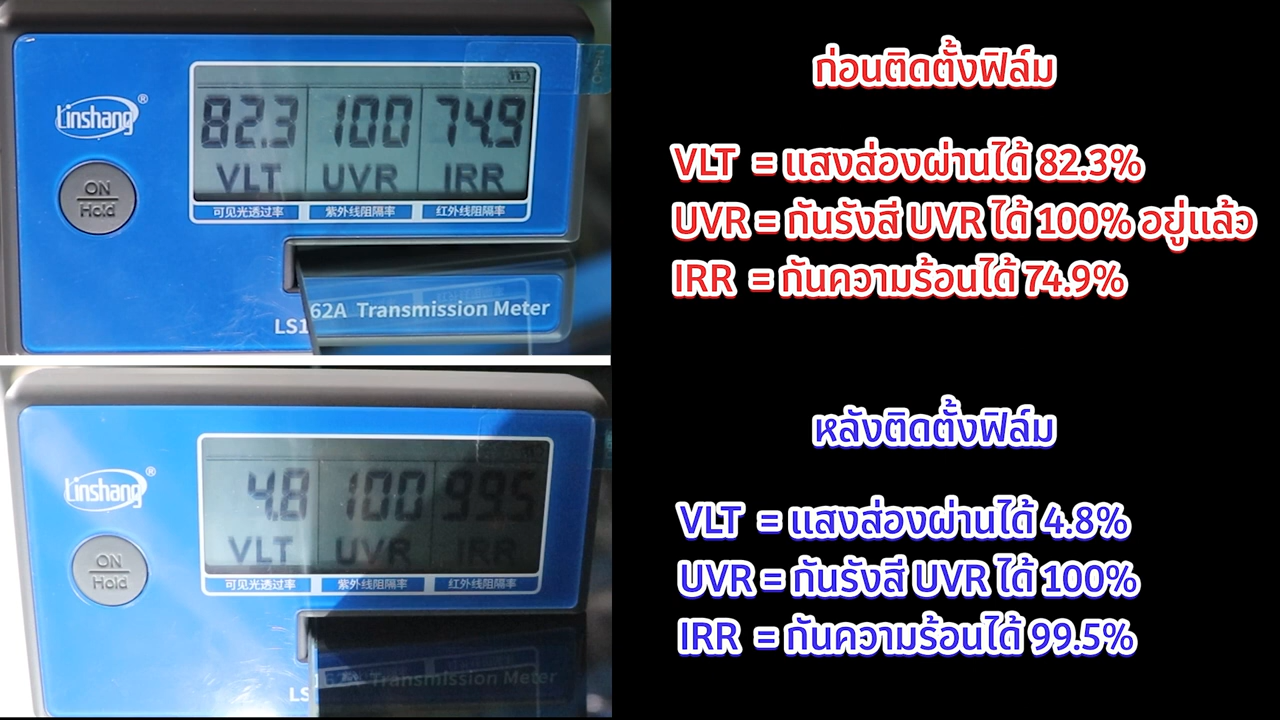 Linshang®
ON
Hold
82.3 100 74.9
VLT UVR IRR
可见光透过率 紫外线阻隔率 红外线阻隔率
LS162A Transmission Meter
ก่อนติดตั้งฟิล์ม
VLT = แสงส่องผ่านได้ 82.3%
UVR = กันรังสี UVR ได้ 100% อยู่แล้ว
IRR = กันความร้อนได้ 74.9%
Linshang®
ON
Hold
4.8 100 99.5
VLT UVR IRR
可见光透过率 紫外线阻隔率 红外线阻隔率
LS162A Transmission Meter
หลังติดตั้งฟิล์ม
VLT = แสงส่องผ่านได้ 4.8%
UVR = กันรังสี UVR ได้ 100%
IRR = กันความร้อนได้ 99.5%